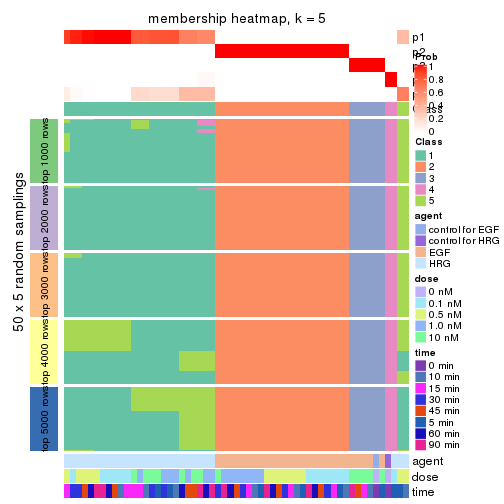 membership heatmap, k = 5
p1
p2
Prob
1
0.8
0.6
0.4
0.2
0
Class
Class
1
2
3
4
5
agent
control for EGF
control for HRG
EGF
HRG
dose
0 nM
0.1 nM
0.5 nM
1.0 nM
10 nM
time
0 min
10 min
15 min
30 min
45 min
5 min
60 min
90 min
50 x 5 random samplings
top 1000 rows
top 2000 rows
top 3000 rows
top 4000 rows
top 5000 rows
agent
dose
time